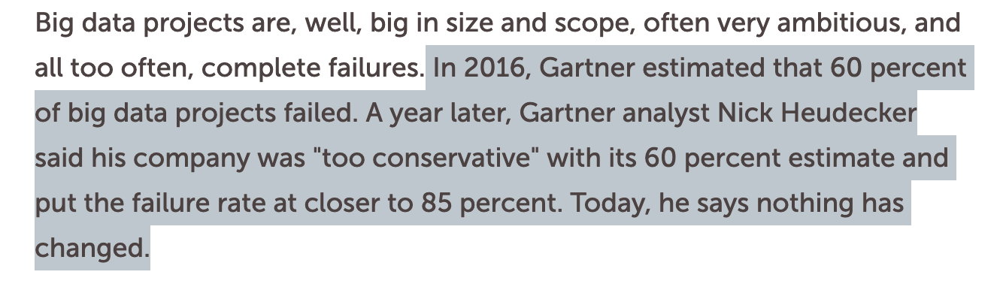 Big data projects are, well, big in size and scope, often very ambitious, and
all too often, complete failures. In 2016, Gartner estimated that 60 percent
of big data projects failed. A year later, Gartner analyst Nick Heudecker
said his company was "too conservative" with its 60 percent estimate and
put the failure rate at closer to 85 percent. Today, he says nothing has
changed.